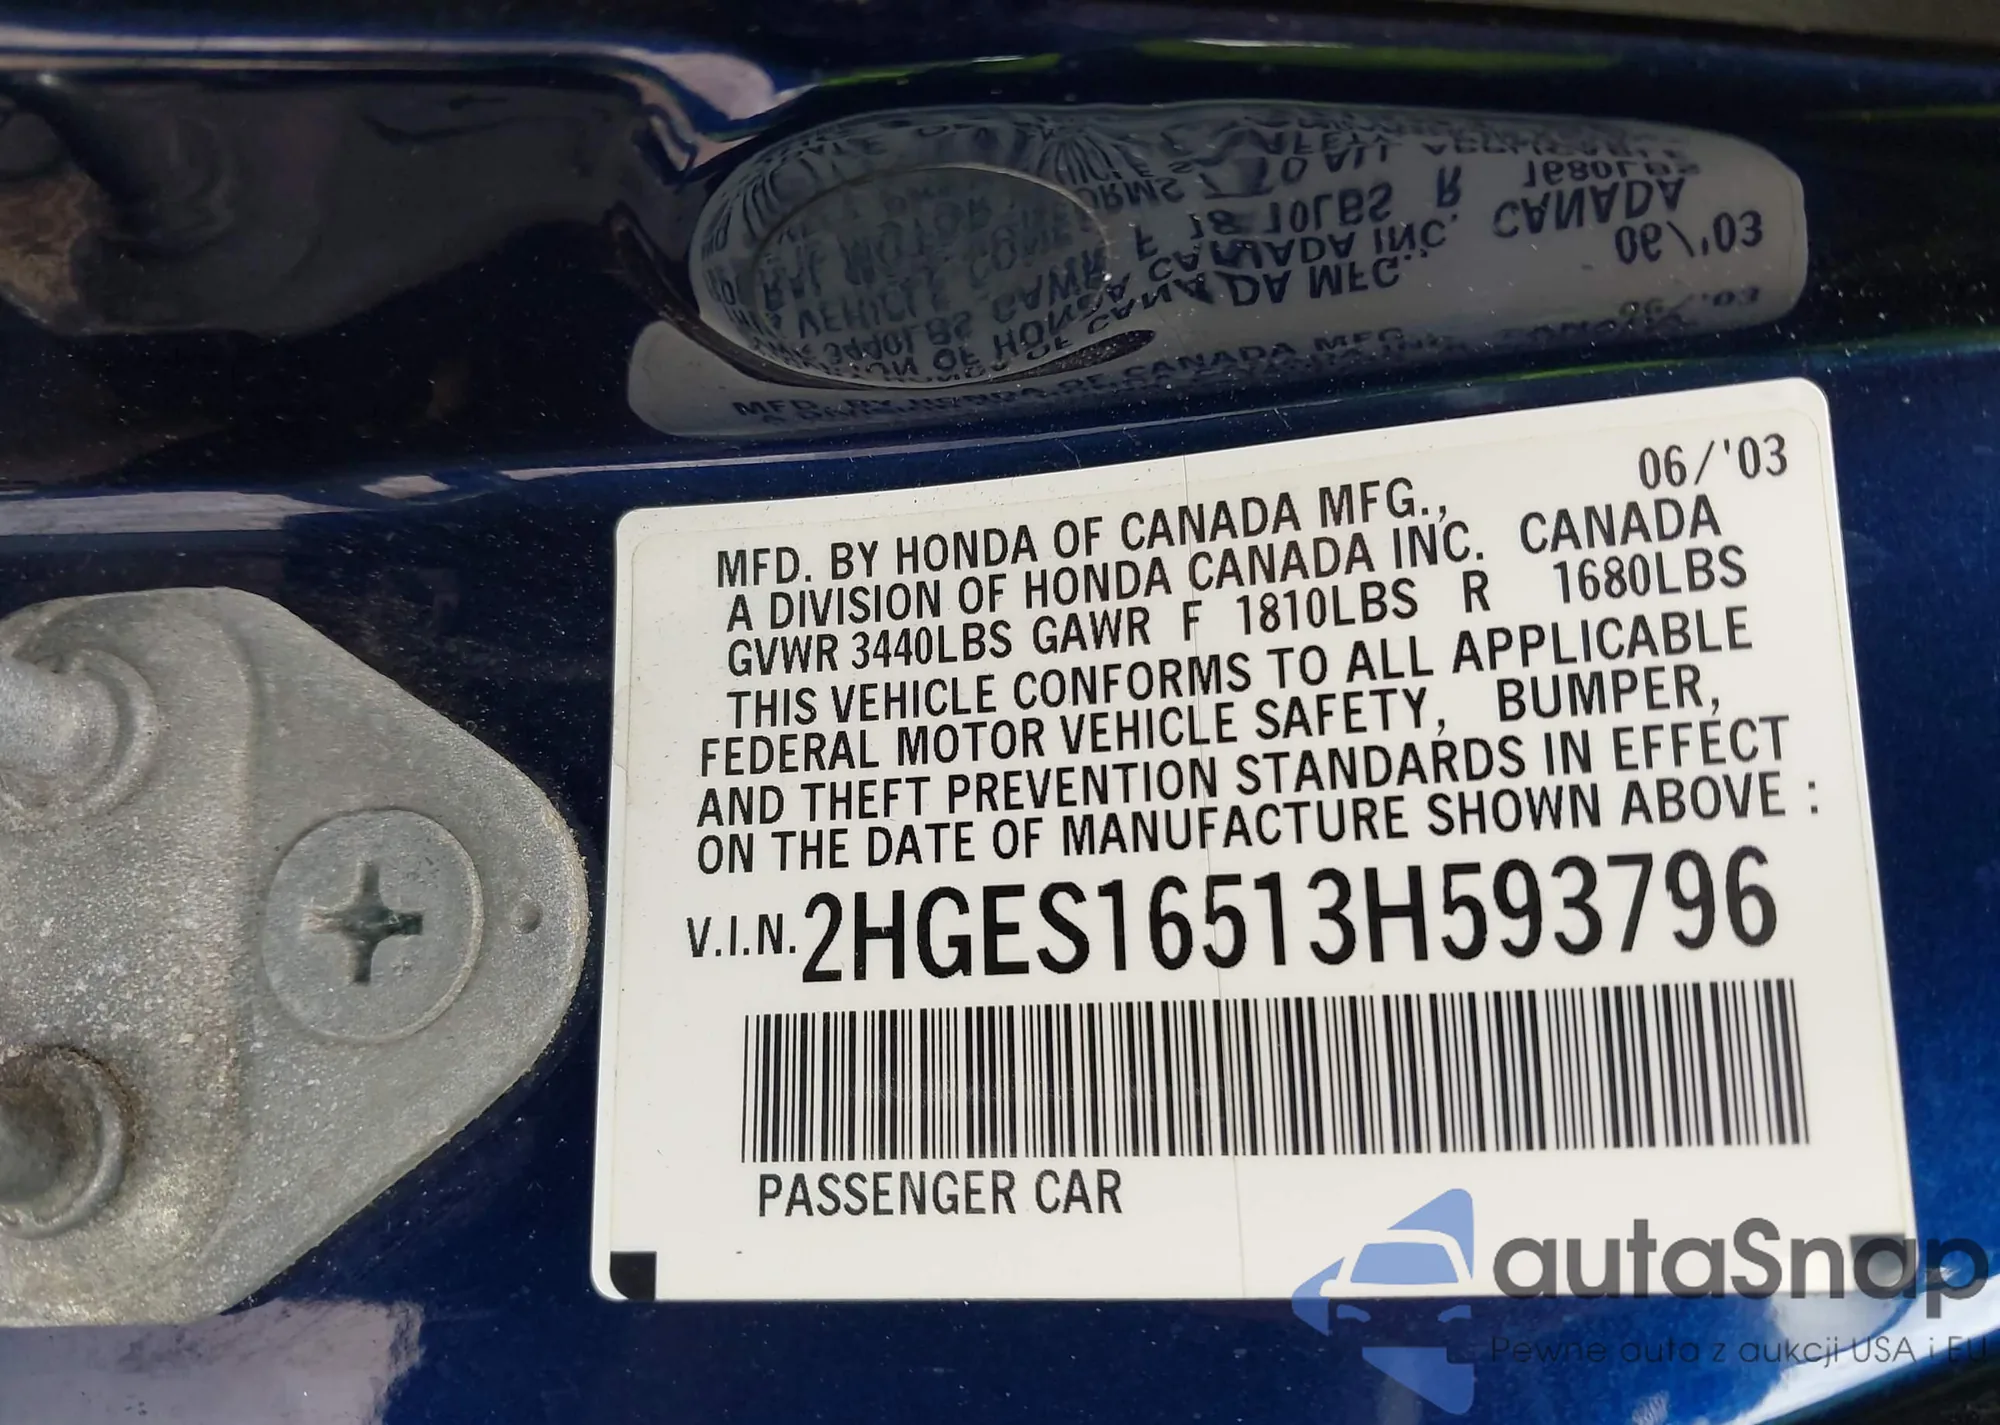 06/'03
MFD. BY HONDA OF CANADA MFG.,
A DIVISION OF HONDA CANADA INC. CANADA
GVWR 3440LBS GAWR F 1810LBS R 1680LBS
THIS VEHICLE CONFORMS TO ALL APPLICABLE
FEDERAL MOTOR VEHICLE SAFETY, BUMPER,
AND THEFT PREVENTION STANDARDS IN EFFECT
ON THE DATE OF MANUFACTURE SHOWN ABOVE :
V.I.N. 2HGES16513H593796
PASSENGER CAR
autaSnap
Pewne auta z aukcji USA i EU